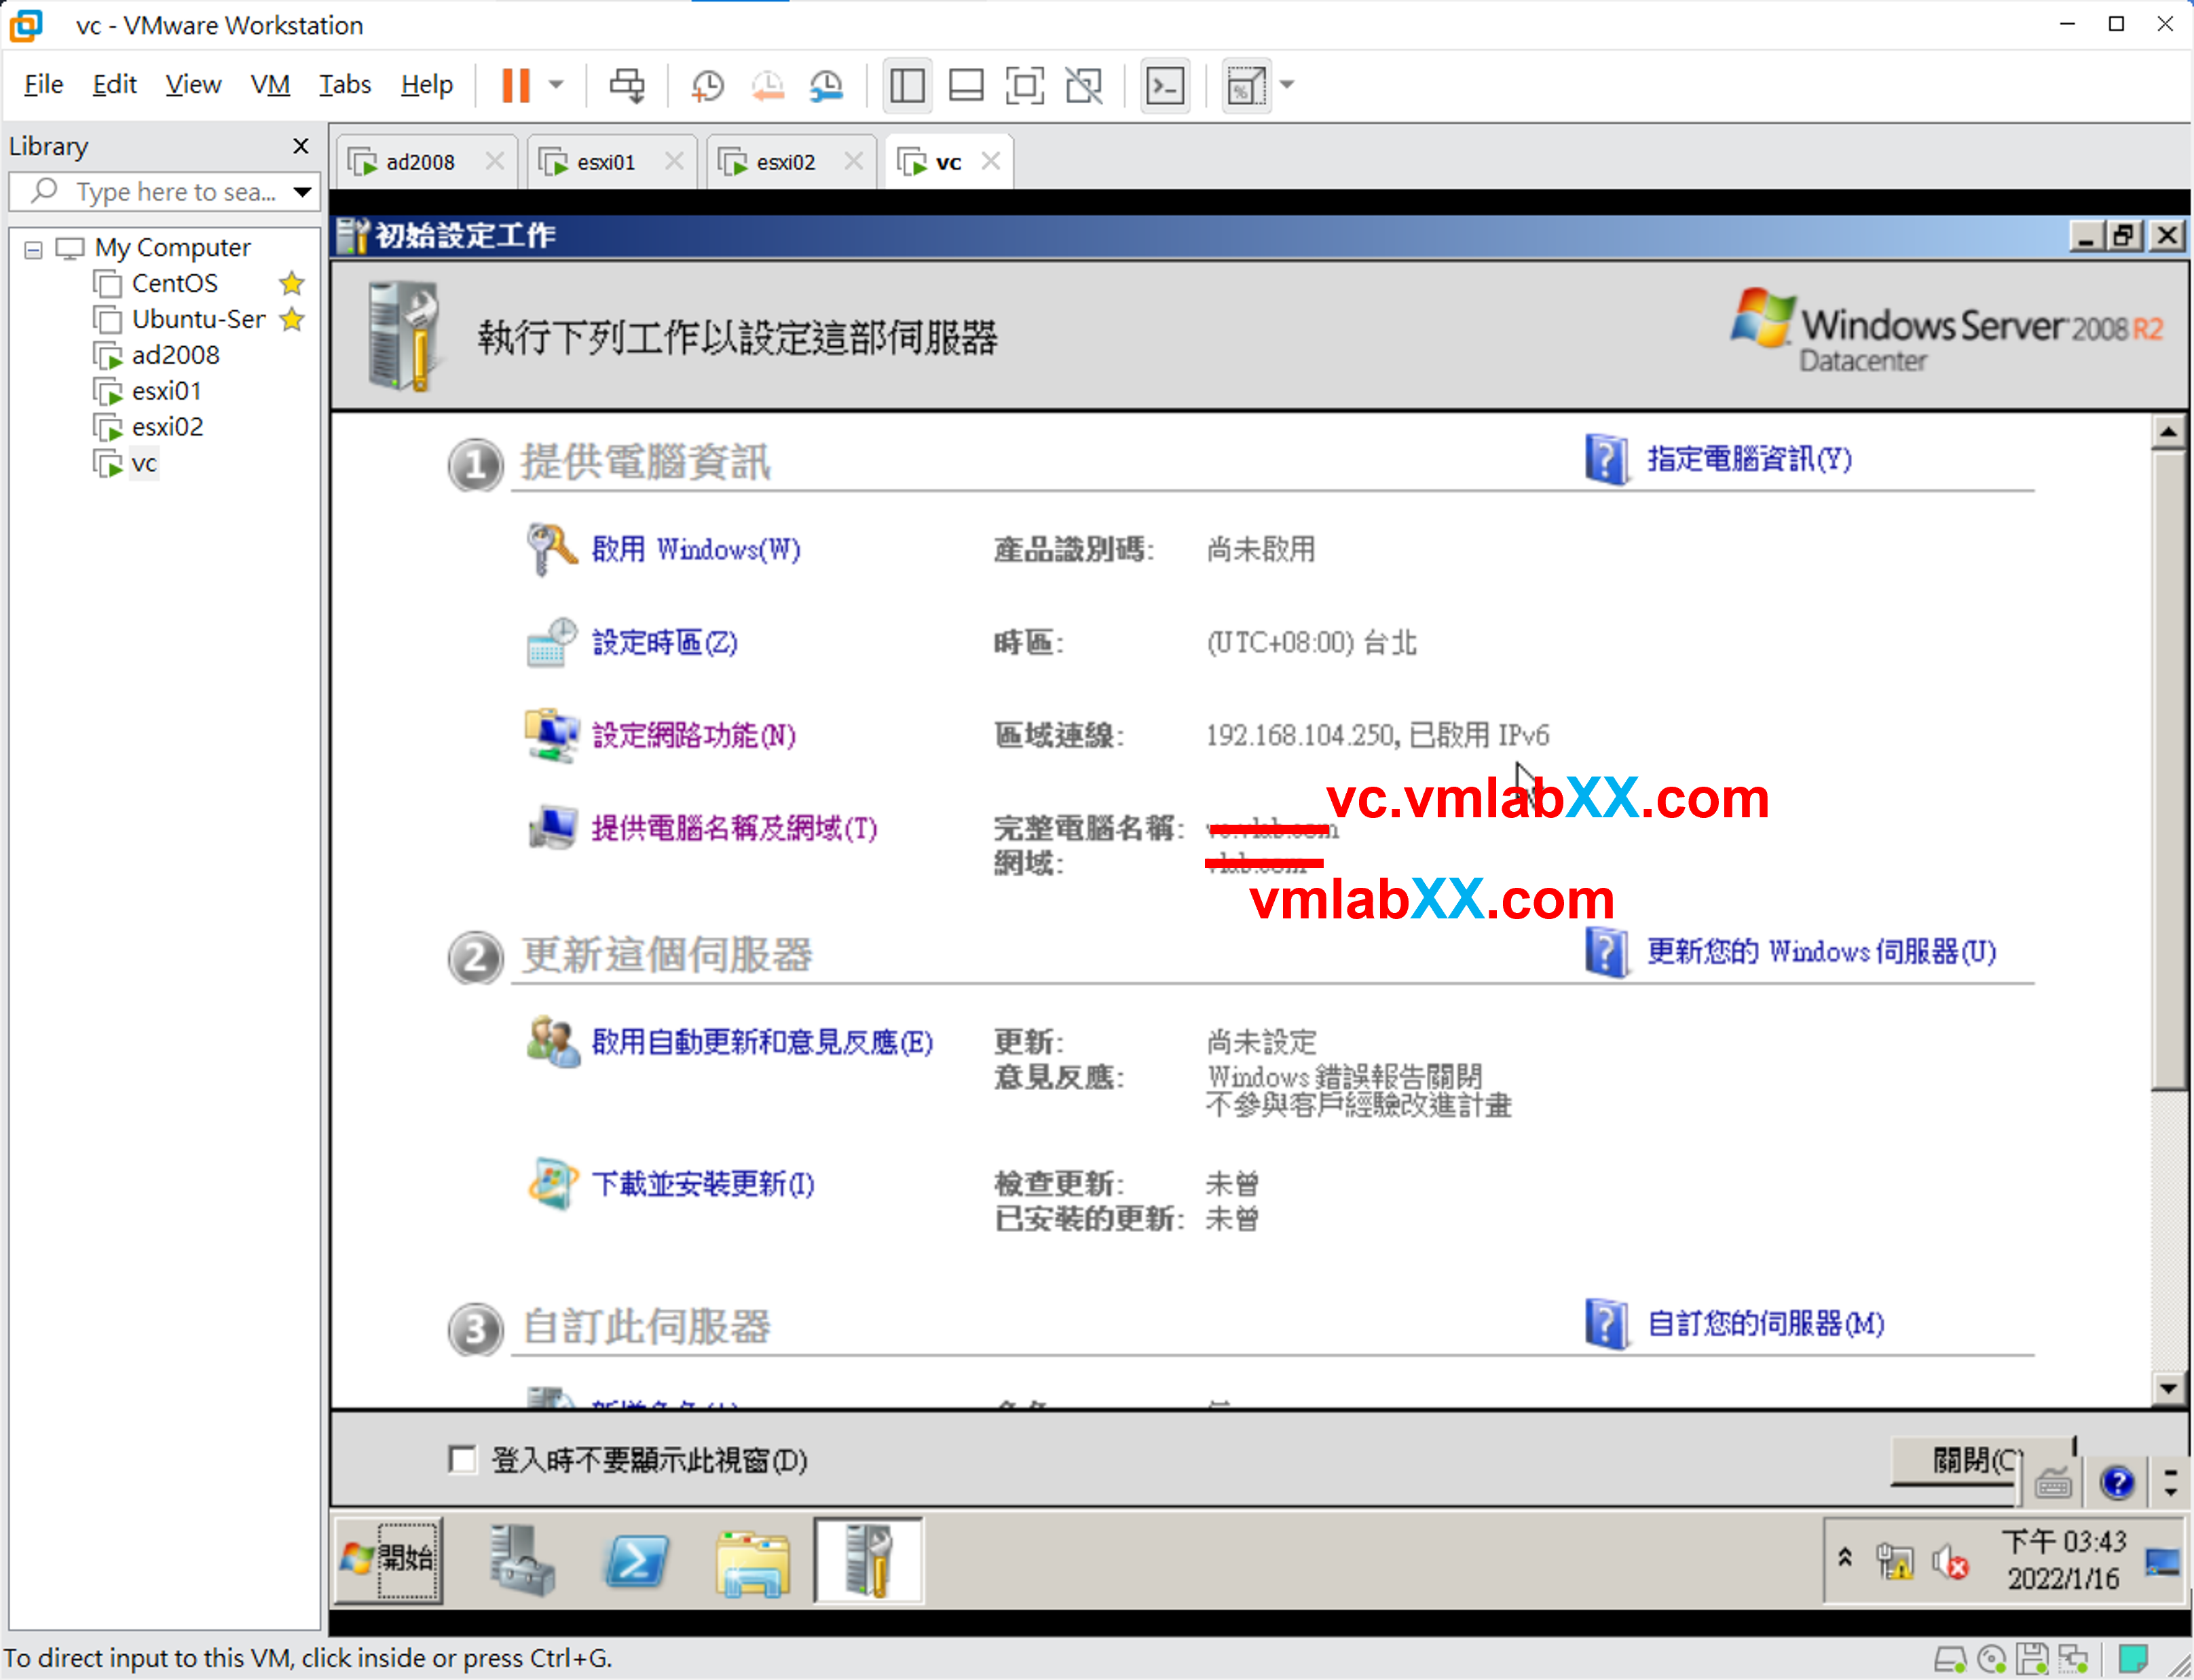 vc - VMware Workstation
File Edit View VM Tabs Help
Library
Type here to sea...
My Computer
CentOS
Ubuntu-Ser
ad2008
esxi01
esxi02
vc
ad2008 esxi01 esxi02 vc
初始設定工作
執行下列工作以設定這部伺服器
Windows Server 2008 R2
Datacenter
1 提供電腦資訊 指定電腦資訊(Y)
啟用 Windows(W) 產品識別碼: 尚未啟用
設定時區(Z) 時區: (UTC+08:00) 台北
設定網路功能(N) 區域連線: 192.168.104.250, 已啟用 IPv6
vc.vmlabXX.com
提供電腦名稱及網域(T) 完整電腦名稱: vc.vlab.com
網域: vlab.com
vmlabXX.com
2 更新這個伺服器 更新您的 Windows 伺服器(U)
啟用自動更新和意見反應(E) 更新: 尚未設定
意見反應: Windows 錯誤報告關閉
不參與客戶經驗改進計畫
下載並安裝更新(I) 檢查更新: 未曾
已安裝的更新: 未曾
3 自訂此伺服器 自訂您的伺服器(M)
登入時不要顯示此視窗(D) 關閉(C
開始
下午 03:43
2022/1/16
To direct input to this VM, click inside or press Ctrl+G.